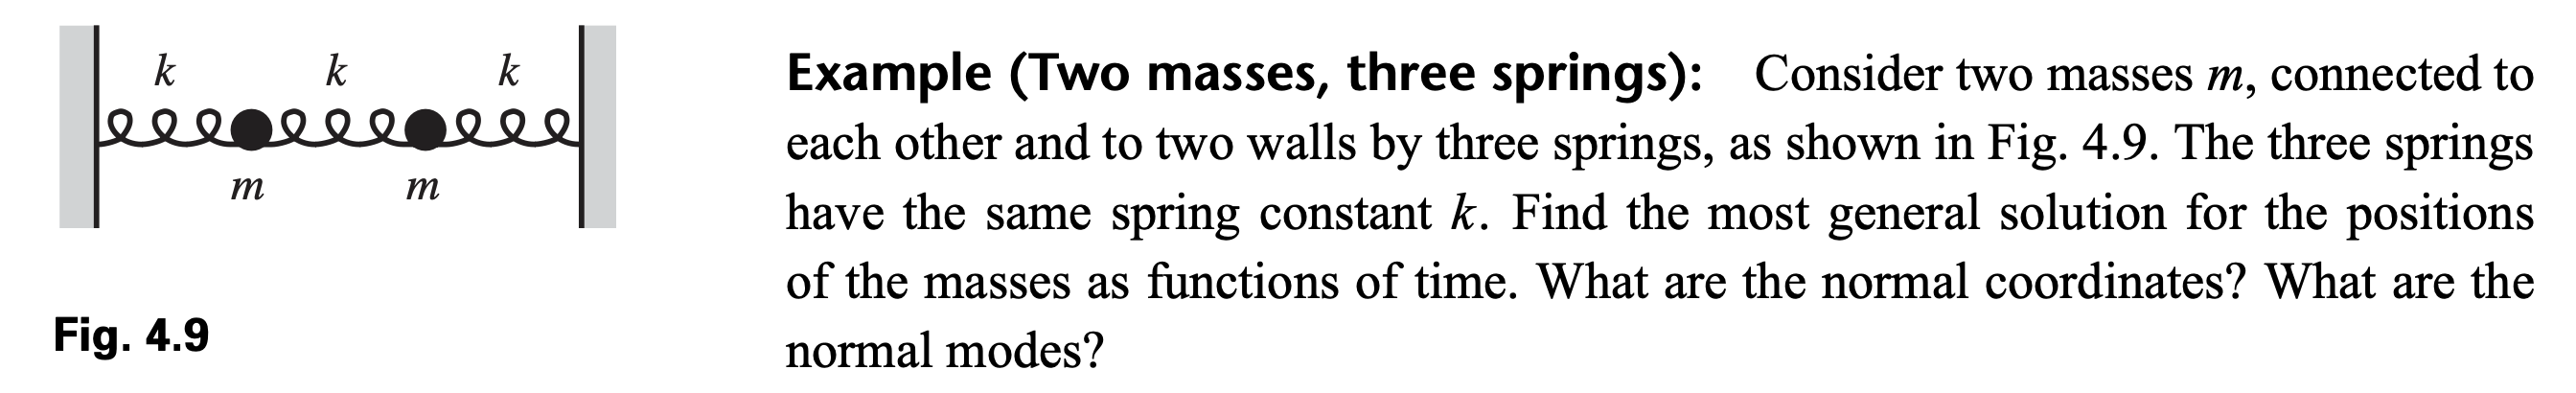 k k k
m m
Fig. 4.9
Example (Two masses, three springs): Consider two masses m, connected to
each other and to two walls by three springs, as shown in Fig. 4.9. The three springs
have the same spring constant k. Find the most general solution for the positions
of the masses as functions of time. What are the normal coordinates? What are the
normal modes?